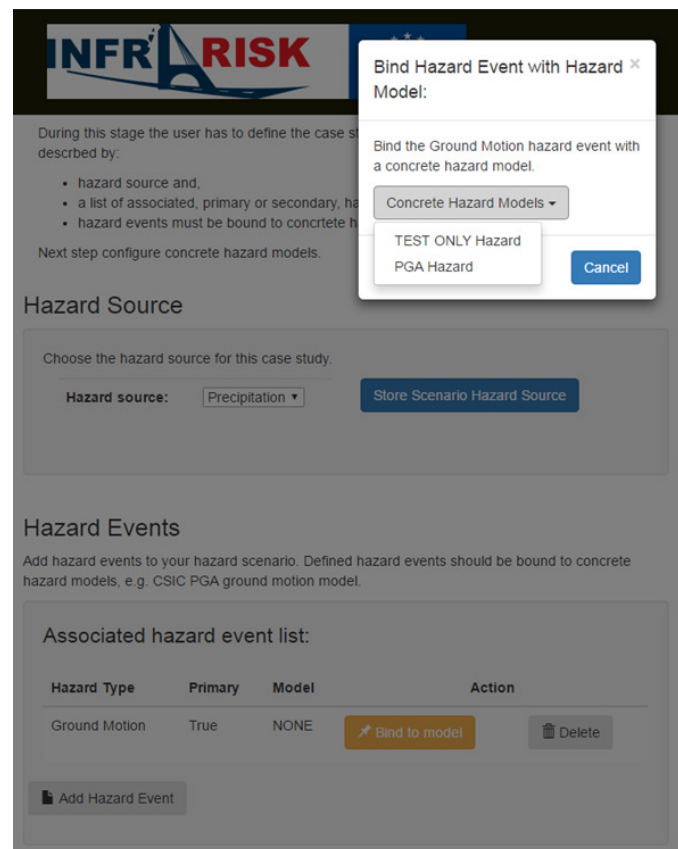 INFRARISK
During this stage the user has to define the case st
descrbed by:
hazard source and,
a list of associated, primary or secondary, ha
hazard events must be bound to concrtete h
Next step configure concrete hazard models.
Bind Hazard Event with Hazard ×
Model:
Bind the Ground Motion hazard event with
a concrete hazard model.
Concrete Hazard Models
TEST ONLY Hazard
PGA Hazard
Cancel
Hazard Source
Choose the hazard source for this case study.
Hazard source: Precipitation Store Scenario Hazard Source
Hazard Events
Add hazard events to your hazard scenario. Defined hazard events should be bound to concrete
hazard models, e.g. CSIC PGA ground motion model.
Associated hazard event list:
Hazard Type Primary Model Action
Ground Motion True NONE Bind to model Delete
Add Hazard Event